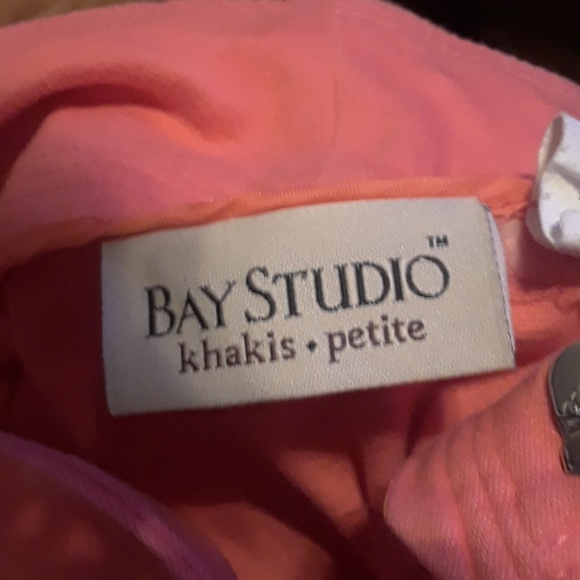 BAY STUDIO™
khakis • petite